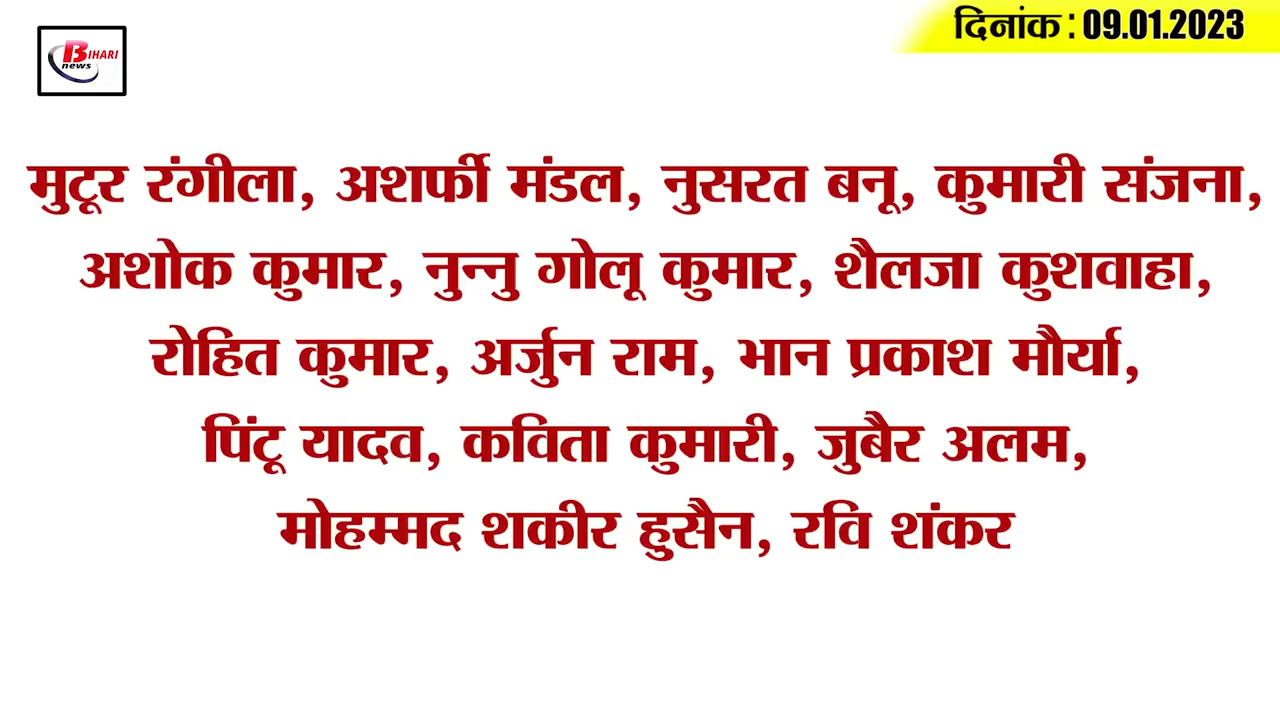 BIHARI
news
दिनांक : 09.01.2023
मुटूर रंगीला, अशर्फी मंडल, नुसरत बनू, कुमारी संजना,
अशोक कुमार, नुन्नु गोलू कुमार, शैलजा कुशवाहा,
रोहित कुमार, अर्जुन राम, भान प्रकाश मौर्या,
पिंटू यादव, कविता कुमारी, जुबैर अलम,
मोहम्मद शकीर हुसैन, रवि शंकर